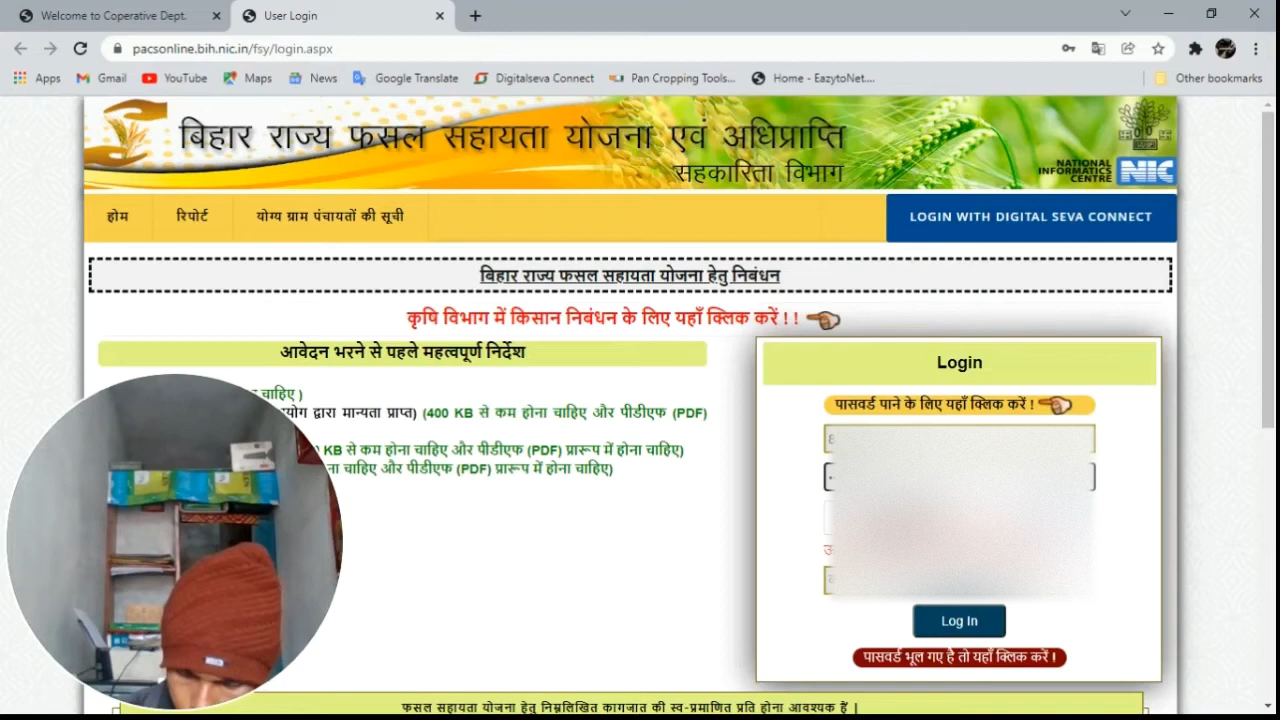 Welcome to Coperative Dept.
User Login
pacsonline.bih.nic.in/fsy/login.aspx
Apps
Gmail
YouTube
Maps
News
Google Translate
Digitalseva Connect
Pan Cropping Tools...
Home - EazytoNet....
Other bookmarks
बिहार राज्य फसल सहायता योजना एवं अधिप्राप्ति
सहकारिता विभाग
NATIONAL
INFORMATICS
CENTRE
NIC
होम
रिपोर्ट
योग्य ग्राम पंचायतों की सूची
LOGIN WITH DIGITAL SEVA CONNECT
बिहार राज्य फसल सहायता योजना हेतु निबंधन
कृषि विभाग में किसान निबंधन के लिए यहाँ क्लिक करें ! !
आवेदन भरने से पहले महत्वपूर्ण निर्देश
चाहिए )
द्वारा मान्यता प्राप्त) (400 KB से कम होना चाहिए और पीडीएफ (PDF)
KB से कम होना चाहिए और पीडीएफ (PDF) प्रारूप में होना चाहिए)
चाहिए और पीडीएफ (PDF) प्रारूप में होना चाहिए)
Login
पासवर्ड पाने के लिए यहाँ क्लिक करें !
Log In
पासवर्ड भूल गए है तो यहाँ क्लिक करें !
फसल सहायता योजना हेतु निम्नलिखित कागजात की स्व-प्रमाणित प्रति होना आवश्यक हैं |